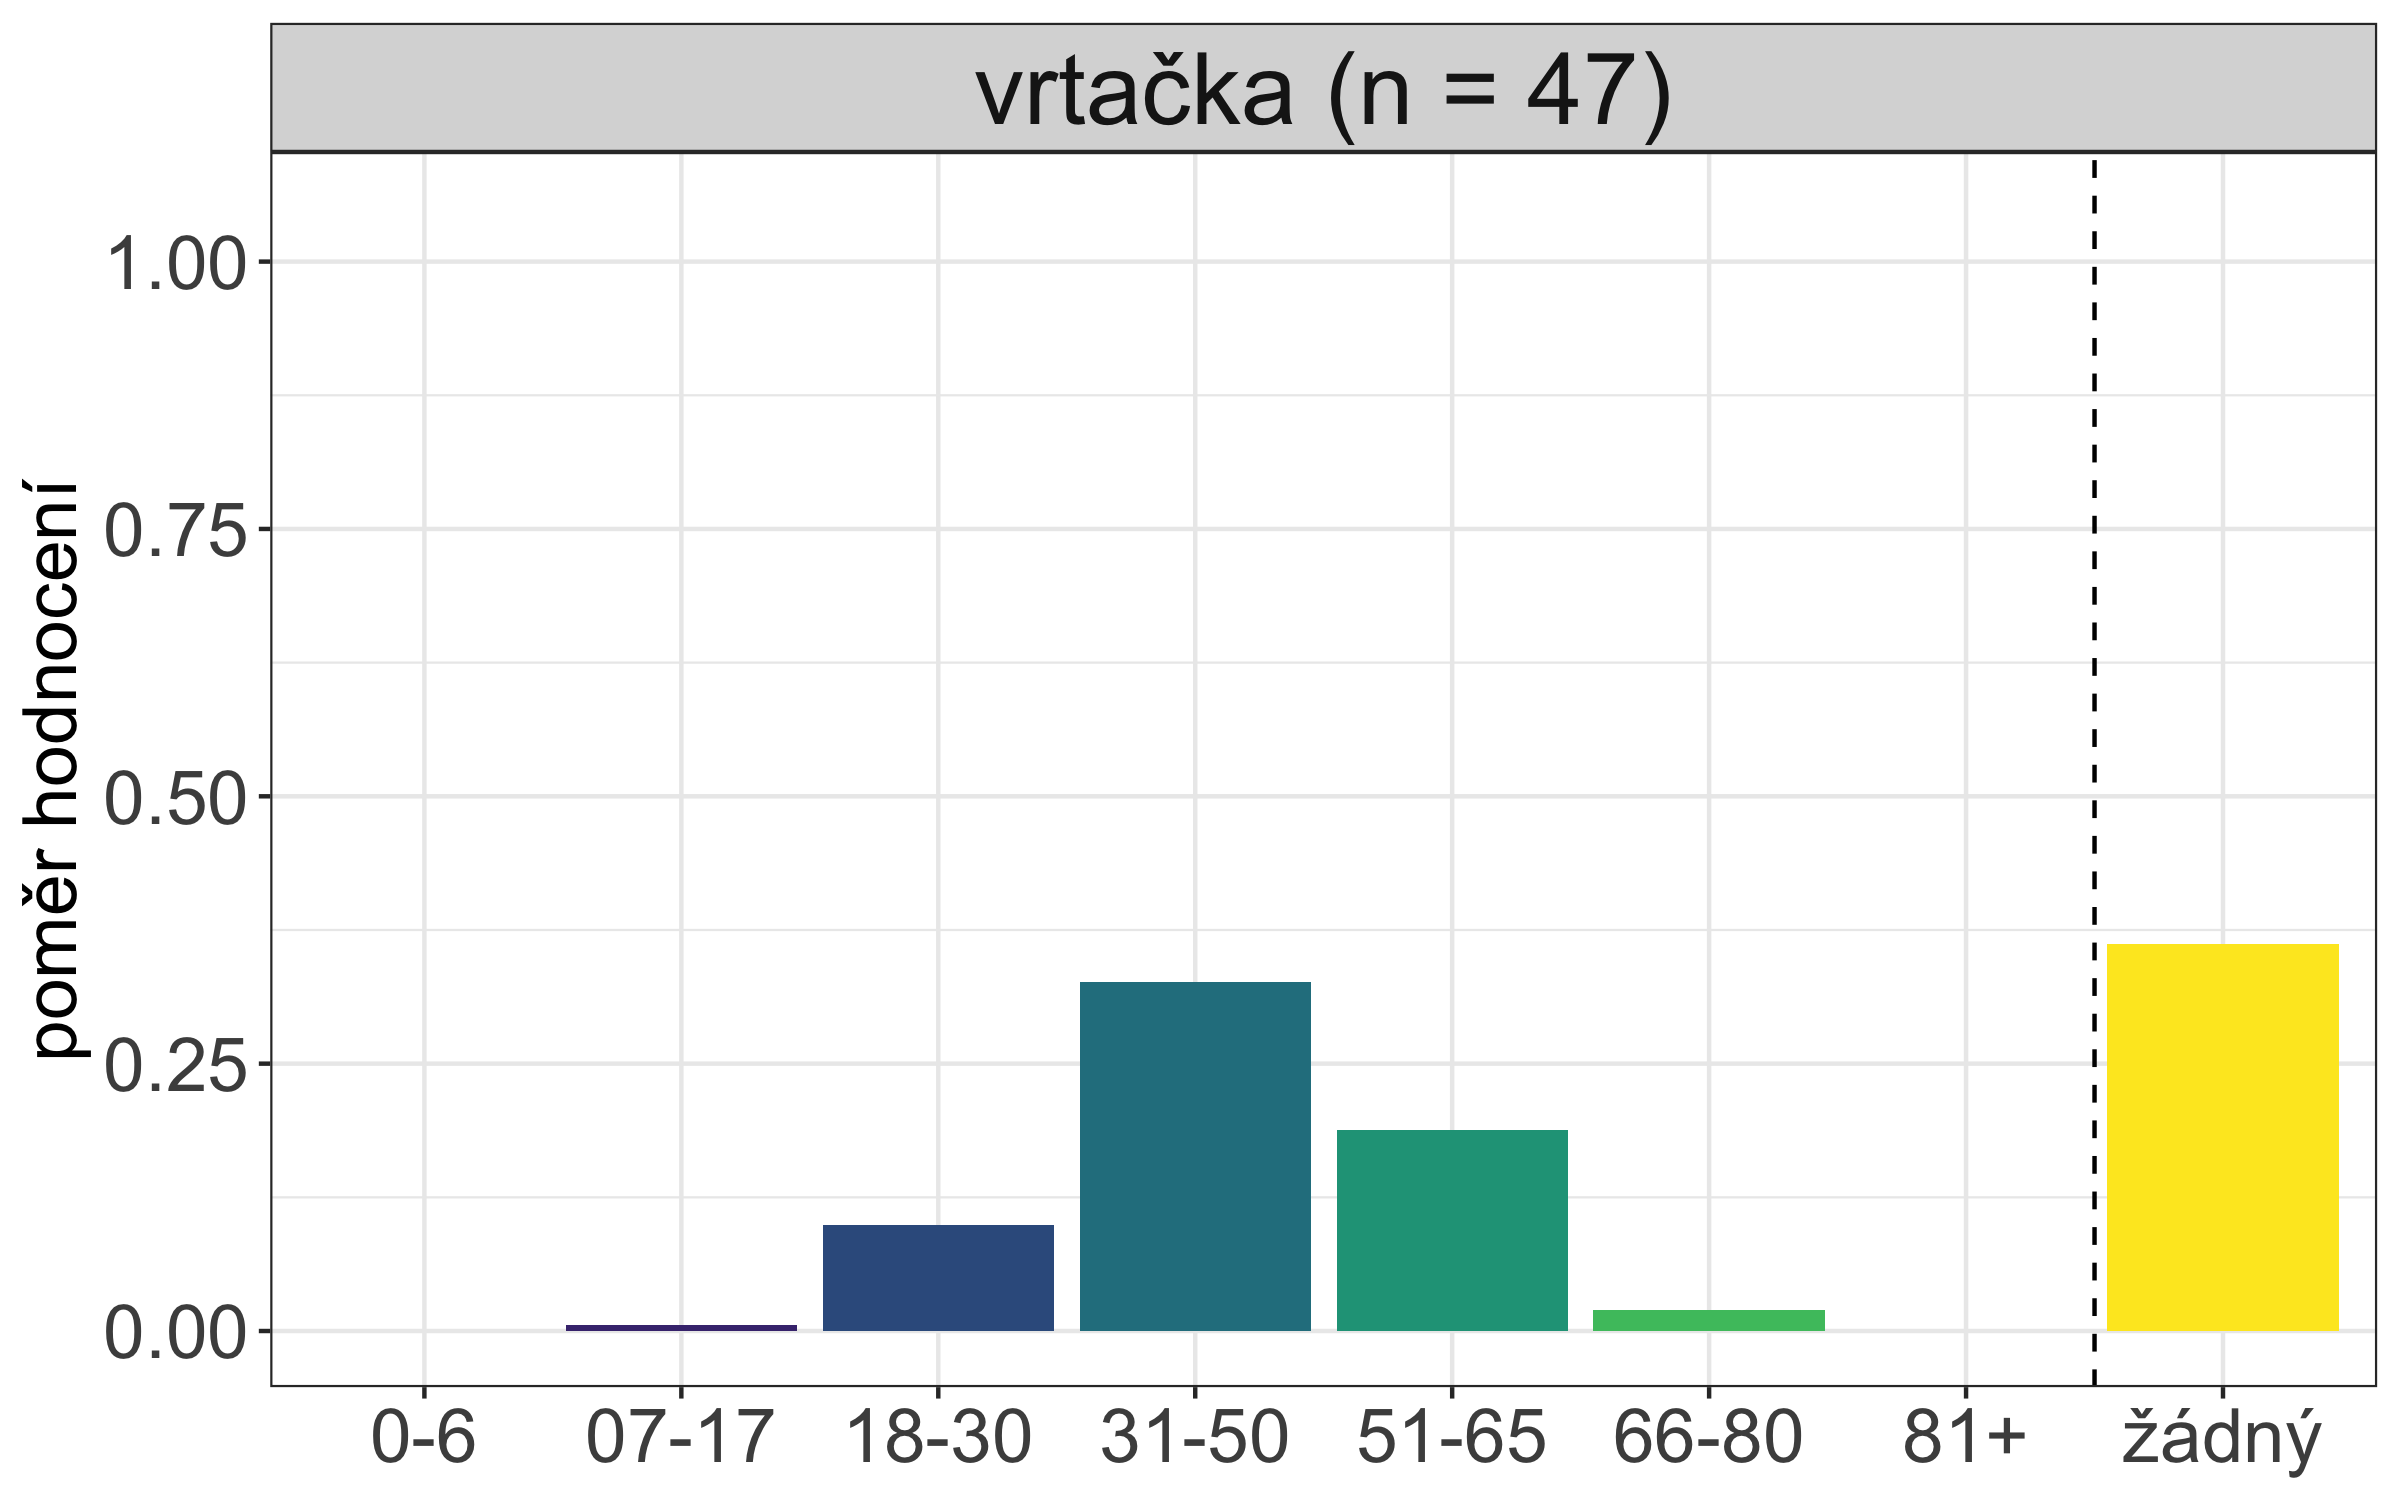 vrtačka (n = 47)
poměr hodnocení
1.00
0.75
0.50
0.25
0.00
0-6 07-17 18-30 31-50 51-65 66-80 81+ žádný